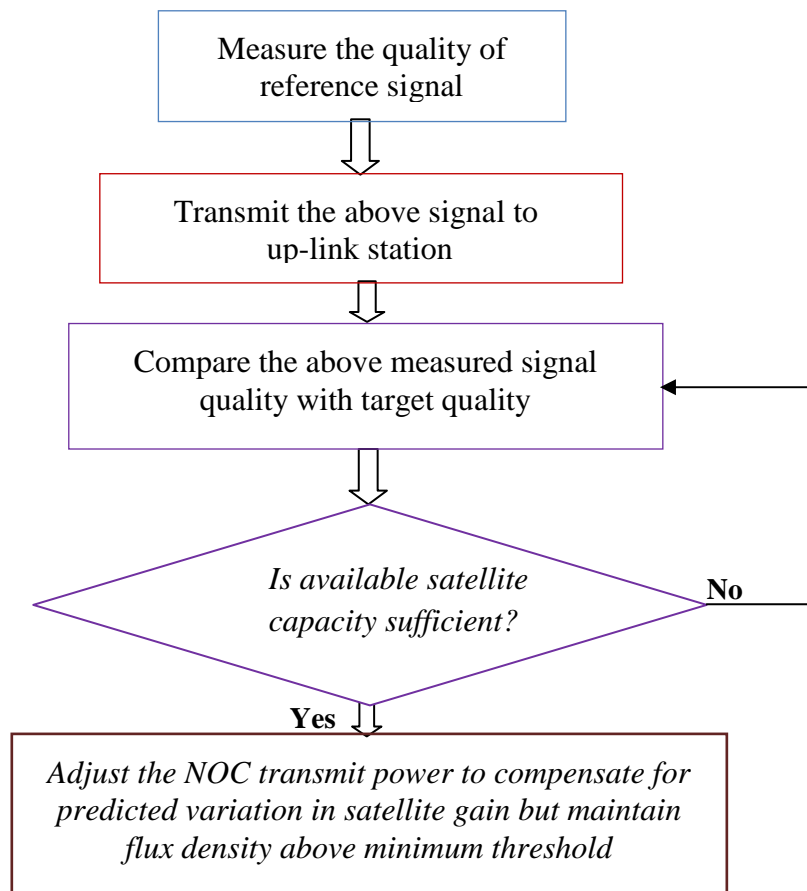 Measure the quality of
reference signal
Transmit the above signal to
up-link station
Compare the above measured signal
quality with target quality
Is available satellite
capacity sufficient?
No
Yes
Adjust the NOC transmit power to compensate for
predicted variation in satellite gain but maintain
flux density above minimum threshold